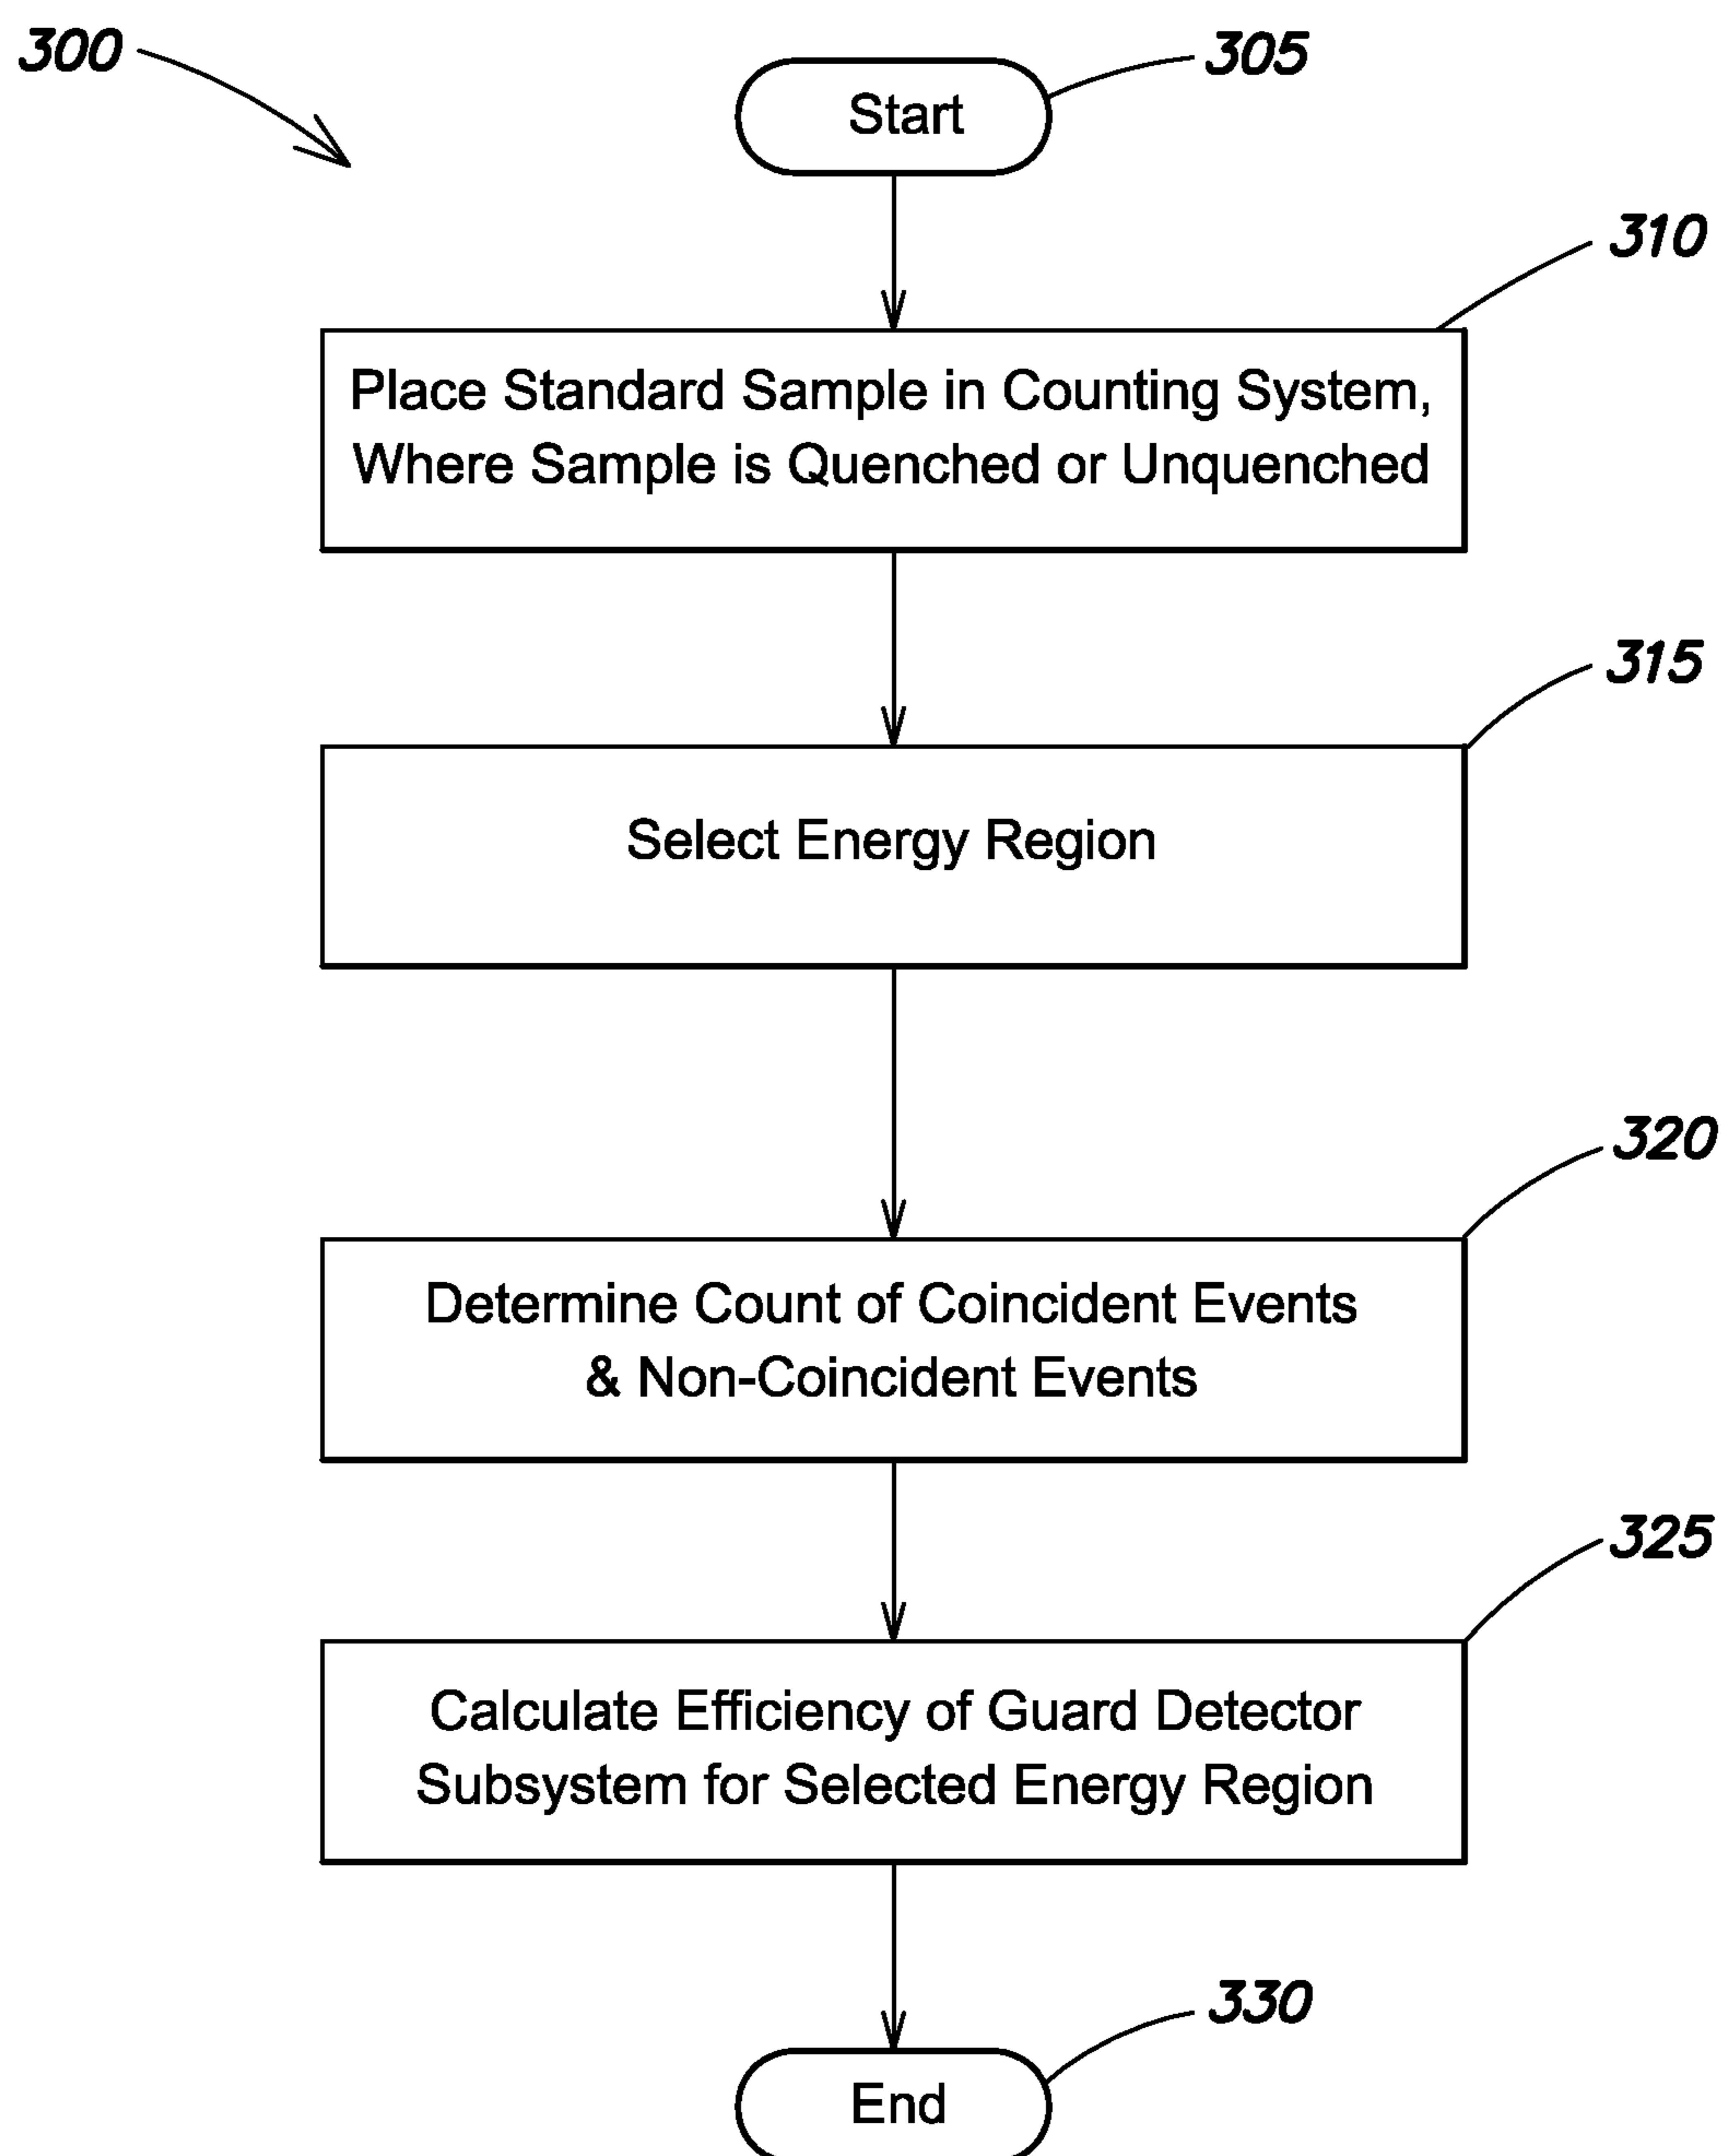 300
305
Start
310
Place Standard Sample in Counting System,
Where Sample is Quenched or Unquenched
315
Select Energy Region
320
Determine Count of Coincident Events
& Non-Coincident Events
325
Calculate Efficiency of Guard Detector
Subsystem for Selected Energy Region
330
End